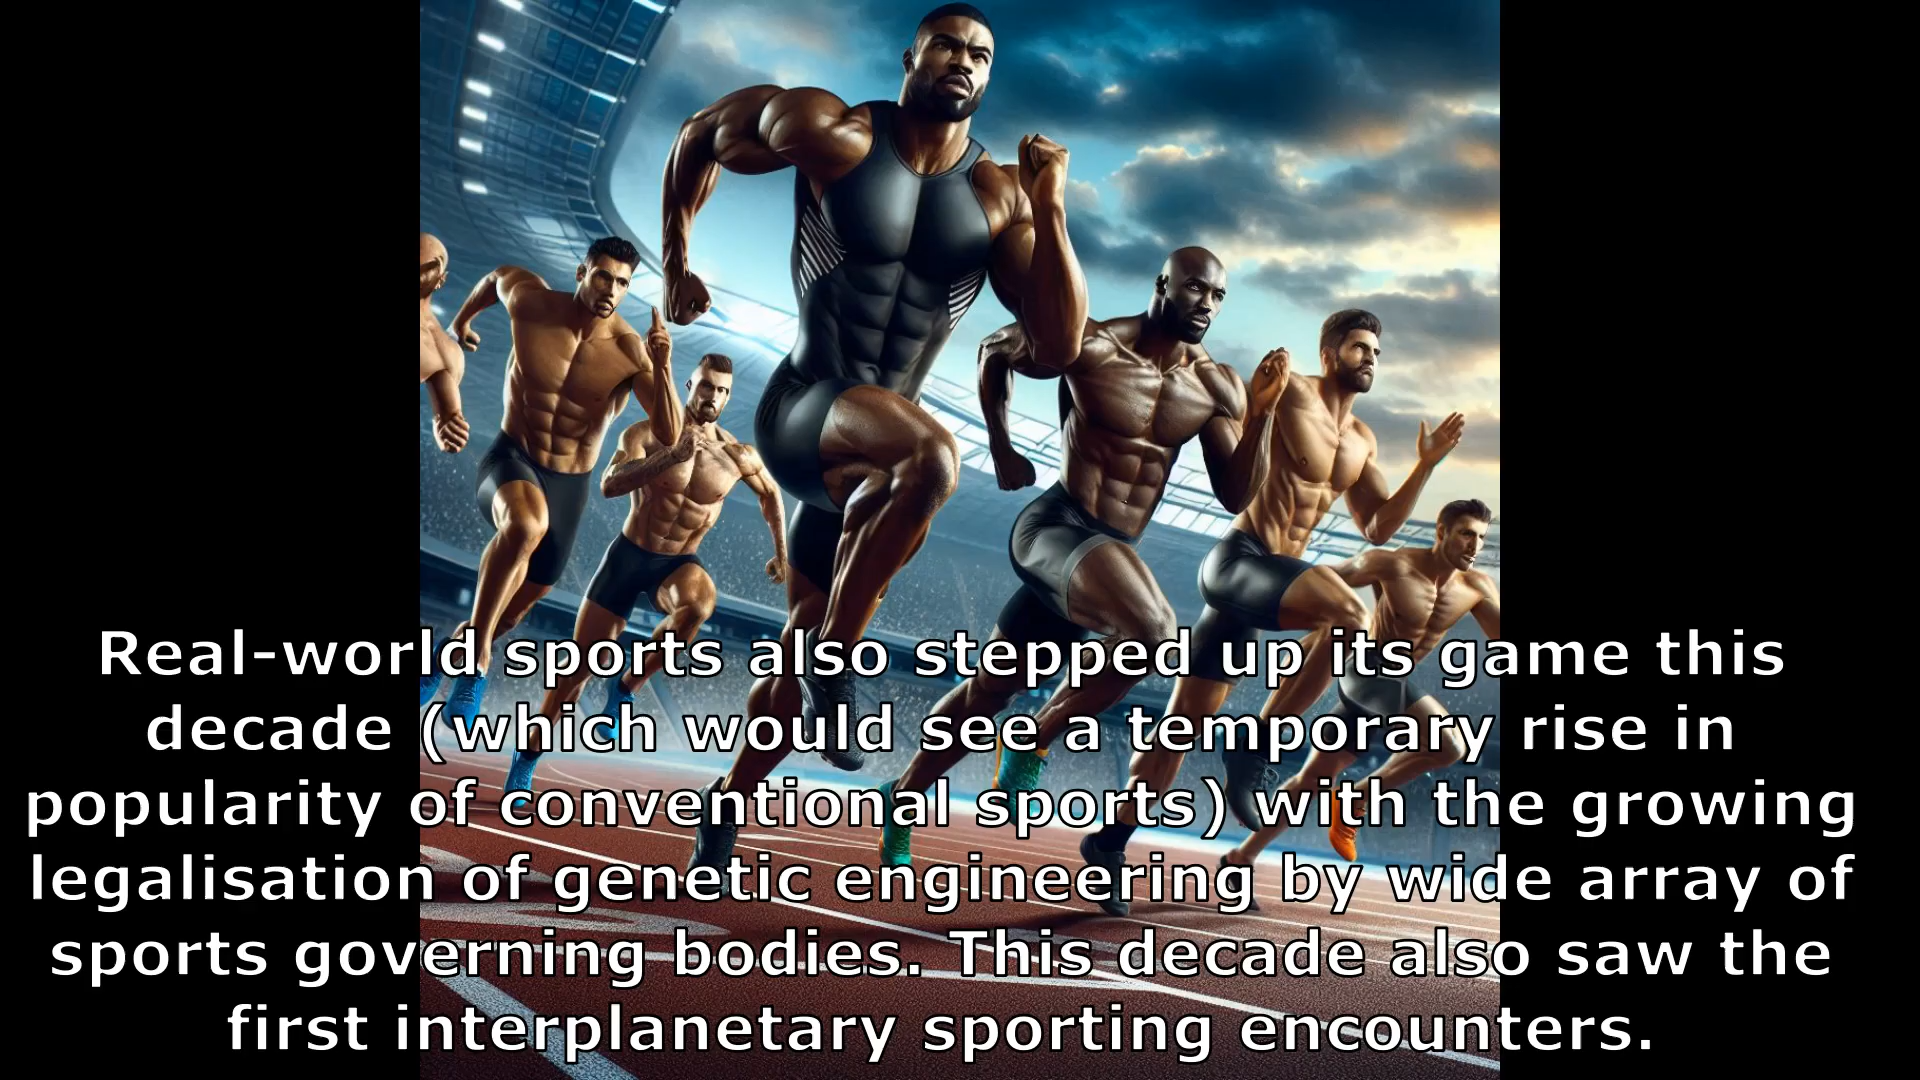 Real-world sports also stepped up its game this
decade (which would see a temporary rise in
popularity of conventional sports) with the growing
legalisation of genetic engineering by wide array of
sports governing bodies. This decade also saw the
first interplanetary sporting encounters.